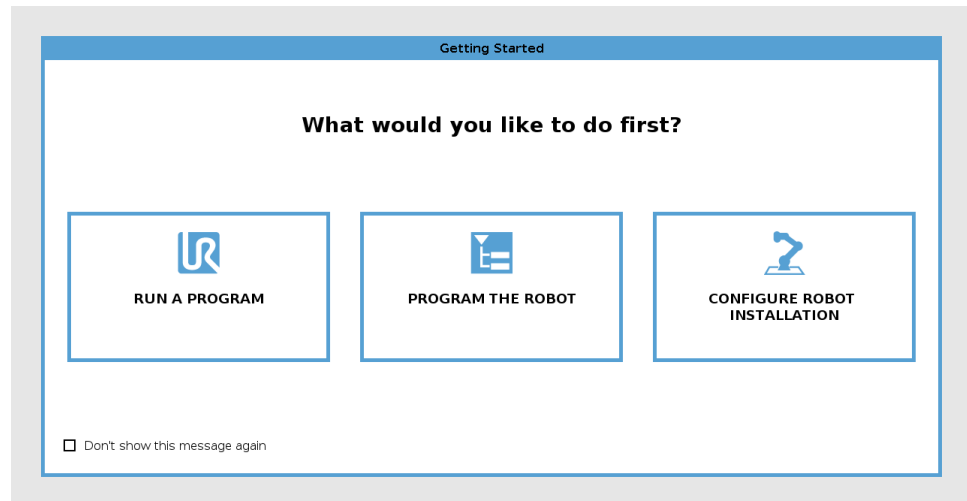 Getting Started
What would you like to do first?
RUN A PROGRAM
PROGRAM THE ROBOT
CONFIGURE ROBOT
INSTALLATION
Don't show this message again